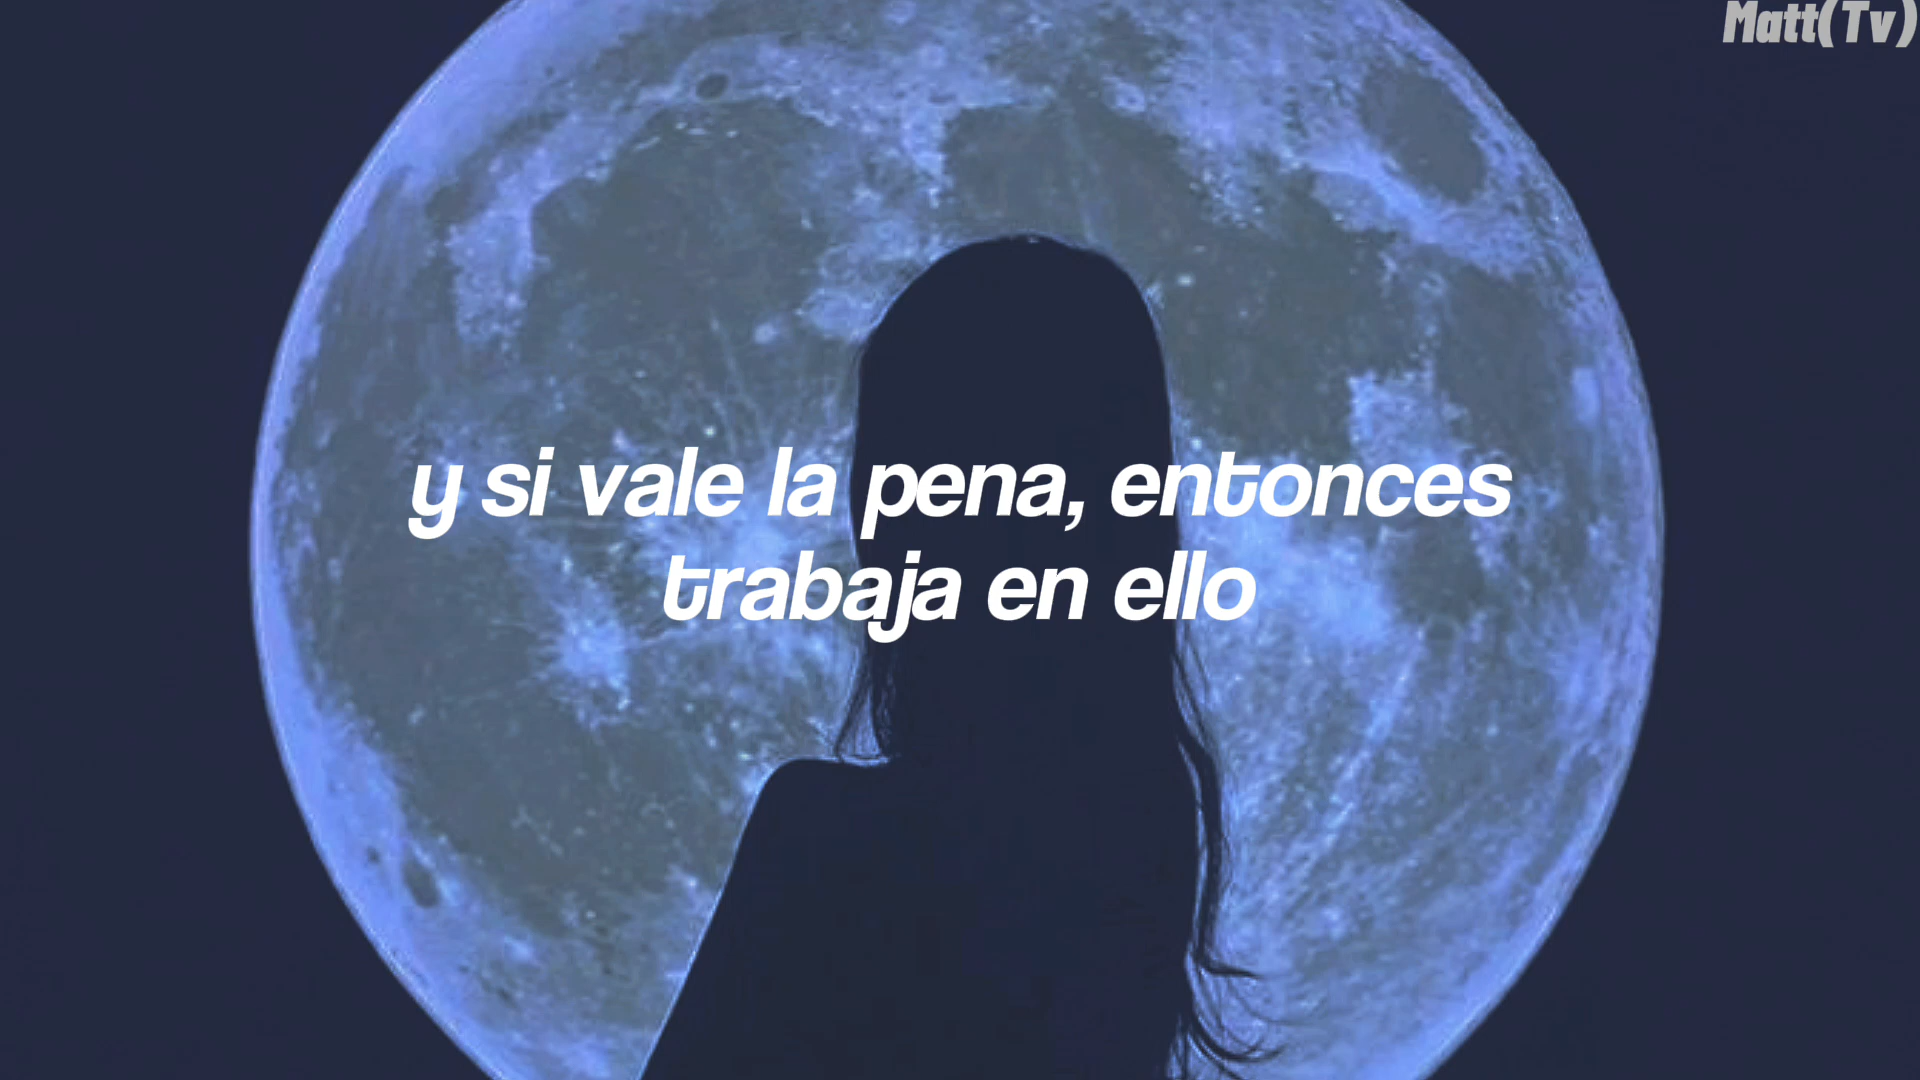 Matt(Tv)
y si vale la pena, entonces
trabaja en ello